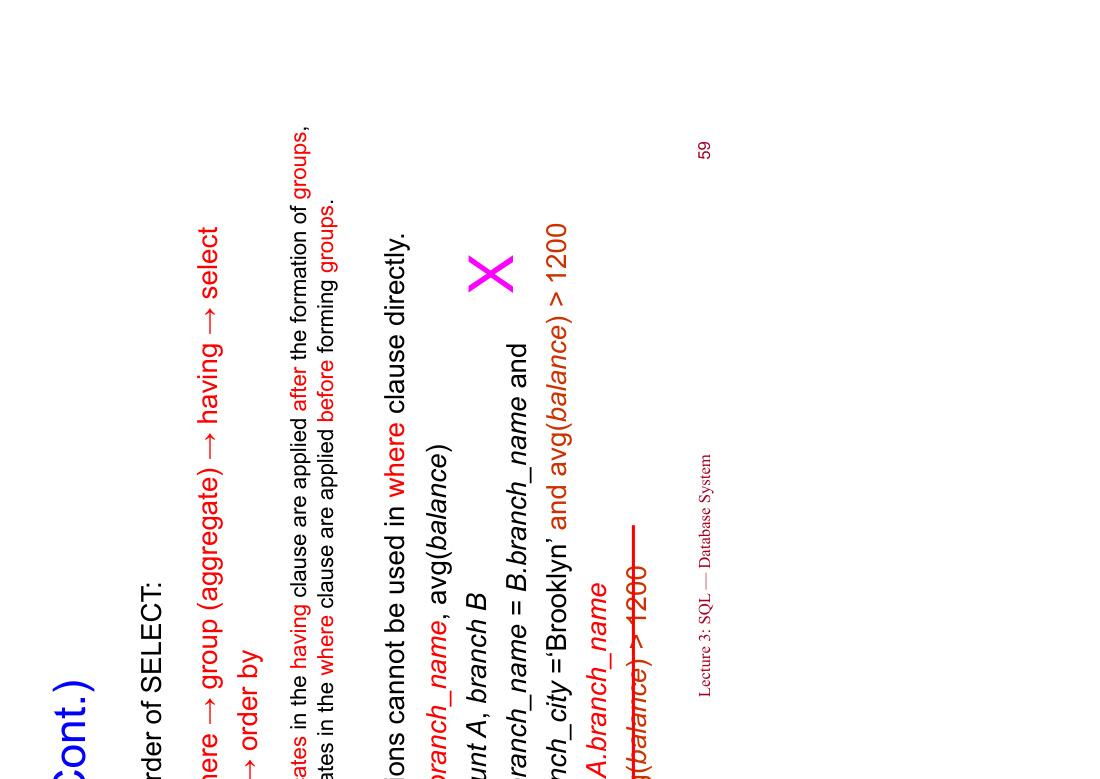 Cont.)
rder of SELECT:
here → group (aggregate) → having → select
→ order by
cates in the having clause are applied after the formation of groups,
ates in the where clause are applied before forming groups.
ions cannot be used in where clause directly.
branch_name, avg(balance)
unt A, branch B
X
branch_name = B.branch_name and
nch_city =‘Brooklyn’ and avg(balance) > 1200
A.branch_name
g(balance) > 1200
Lecture 3: SQL — Database System
59